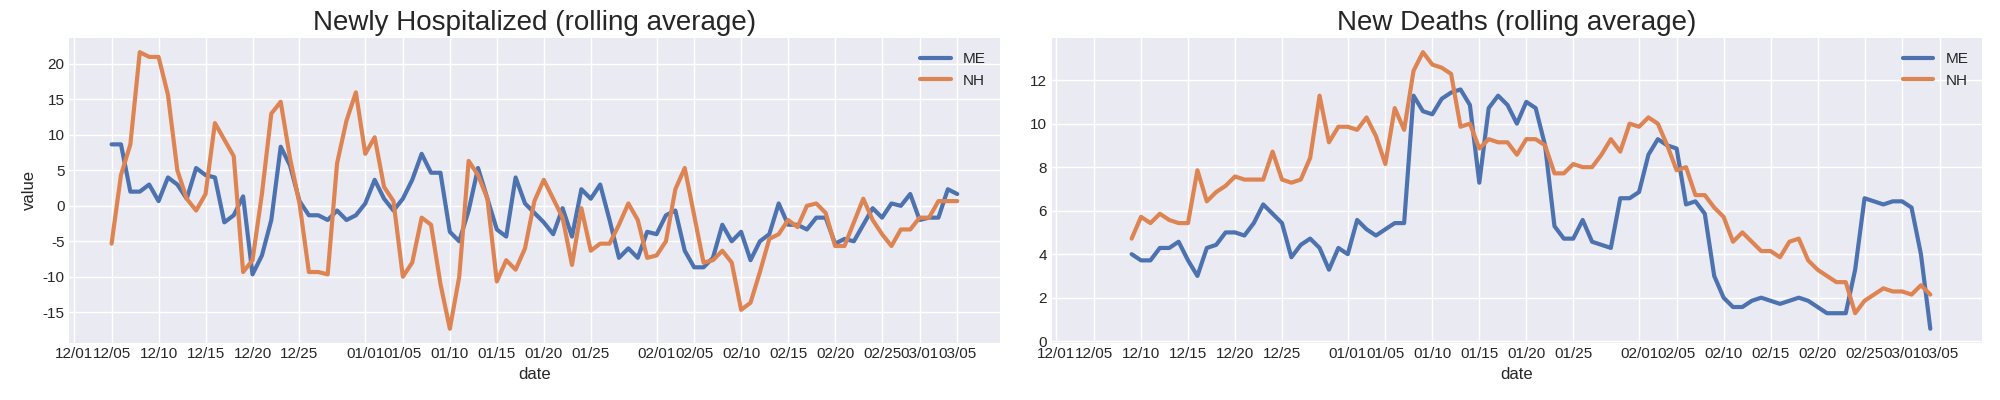 Newly Hospitalized (rolling average)
ME
NH
20
15
10
5
0
-5
-10
-15
value
12/01 12/05 12/10 12/15 12/20 12/25 01/01 01/05 01/10 01/15 01/20 01/25 02/01 02/05 02/10 02/15 02/20 02/25 03/01 03/05
date
New Deaths (rolling average)
ME
NH
12
10
8
6
4
2
0
12/01 12/05 12/10 12/15 12/20 12/25 01/01 01/05 01/10 01/15 01/20 01/25 02/01 02/05 02/10 02/15 02/20 02/25 03/01 03/05
date